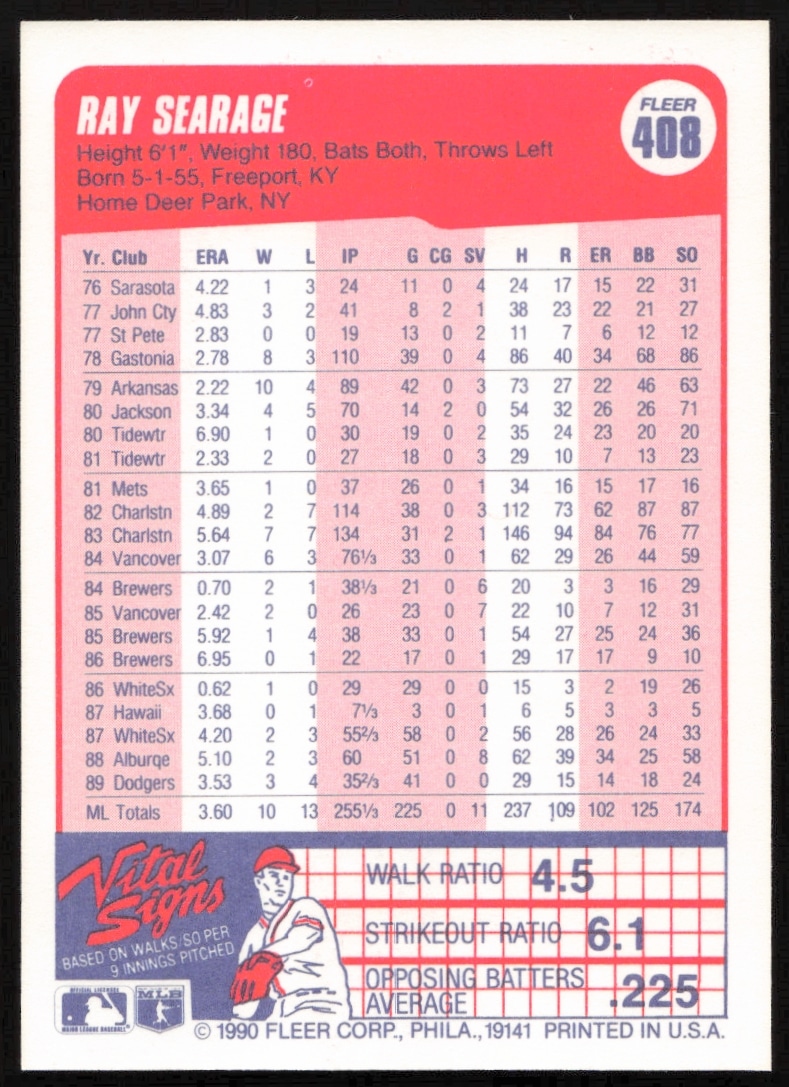 RAY SEARAGE
FLEER
408
Height 6'1", Weight 180, Bats Both, Throws Left
Born 5-1-55, Freeport, KY
Home Deer Park, NY
Yr. Club ERA W L IP G CG SV H R ER BB SO
76 Sarasota 4.22 1 3 24 11 0 4 24 17 15 22 31
77 John Cty 4.83 3 2 41 8 2 1 38 23 22 21 27
77 St Pete 2.83 0 0 19 13 0 2 11 7 6 12 12
78 Gastonia 2.78 8 3 110 39 0 4 86 40 34 68 86
79 Arkansas 2.22 10 4 89 42 0 3 73 27 22 46 63
80 Jackson 3.34 4 5 70 14 2 0 54 32 26 26 71
80 Tidewtr 6.90 1 0 30 19 0 2 35 24 23 20 20
81 Tidewtr 2.33 2 0 27 18 0 3 29 10 7 13 23
81 Mets 3.65 1 0 37 26 0 1 34 16 15 17 16
82 Charlstn 4.89 2 7 114 38 0 3 112 73 62 87 87
83 Charlstn 5.64 7 7 134 31 2 1 146 94 84 76 77
84 Vancover 3.07 6 3 76⅓ 33 0 1 62 29 26 44 59
84 Brewers 0.70 2 1 38⅓ 21 0 6 20 3 3 16 29
85 Vancover 2.42 2 0 26 23 0 7 22 10 7 12 31
85 Brewers 5.92 1 4 38 33 0 1 54 27 25 24 36
86 Brewers 6.95 0 1 22 17 0 1 29 17 17 9 10
86 WhiteSx 0.62 1 0 29 29 0 0 15 3 2 19 26
87 Hawaii 3.68 0 1 7⅓ 3 0 1 6 5 3 3 5
87 WhiteSx 4.20 2 3 55⅔ 58 0 2 56 28 26 24 33
88 Alburqe 5.10 2 3 60 51 0 8 62 39 34 25 58
89 Dodgers 3.53 3 4 35⅔ 41 0 0 29 15 14 18 24
ML Totals 3.60 10 13 255⅓ 225 0 11 237 109 102 125 174
Vital
Signs
BASED ON WALKS/SO PER
9 INNINGS PITCHED
WALK RATIO 4.5
STRIKEOUT RATIO 6.1
OPPOSING BATTERS
AVERAGE .225
OFFICIAL LICENSEE
MAJOR LEAGUE BASEBALL
MLB
© 1990 FLEER CORP., PHILA., 19141 PRINTED IN U.S.A.